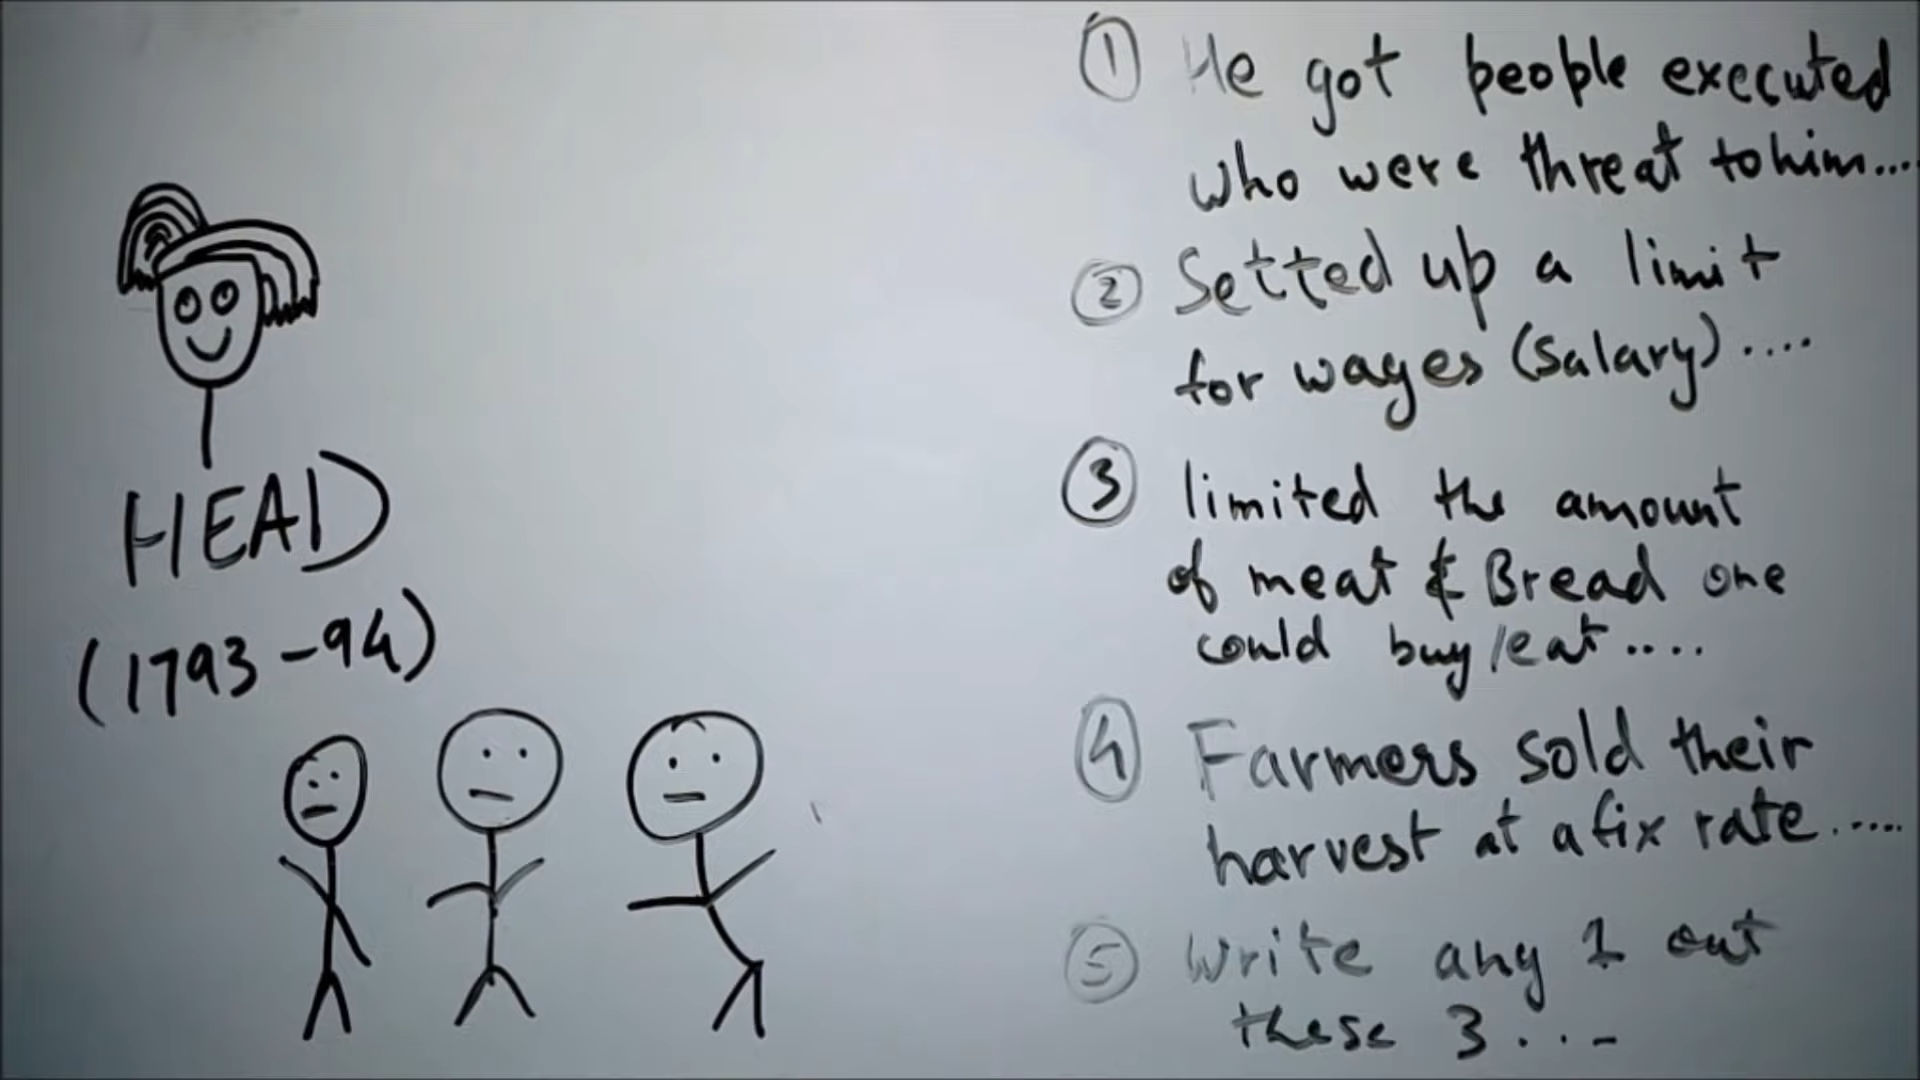 HEAD
(1793-94)
① He got people executed
who were threat to him....
② Setted up a limit
for wages (Salary)....
③ limited the amount
of meat & Bread one
could buy/eat....
④ Farmers sold their
harvest at a fix rate.....
⑤ Write any 1 out
these 3...-